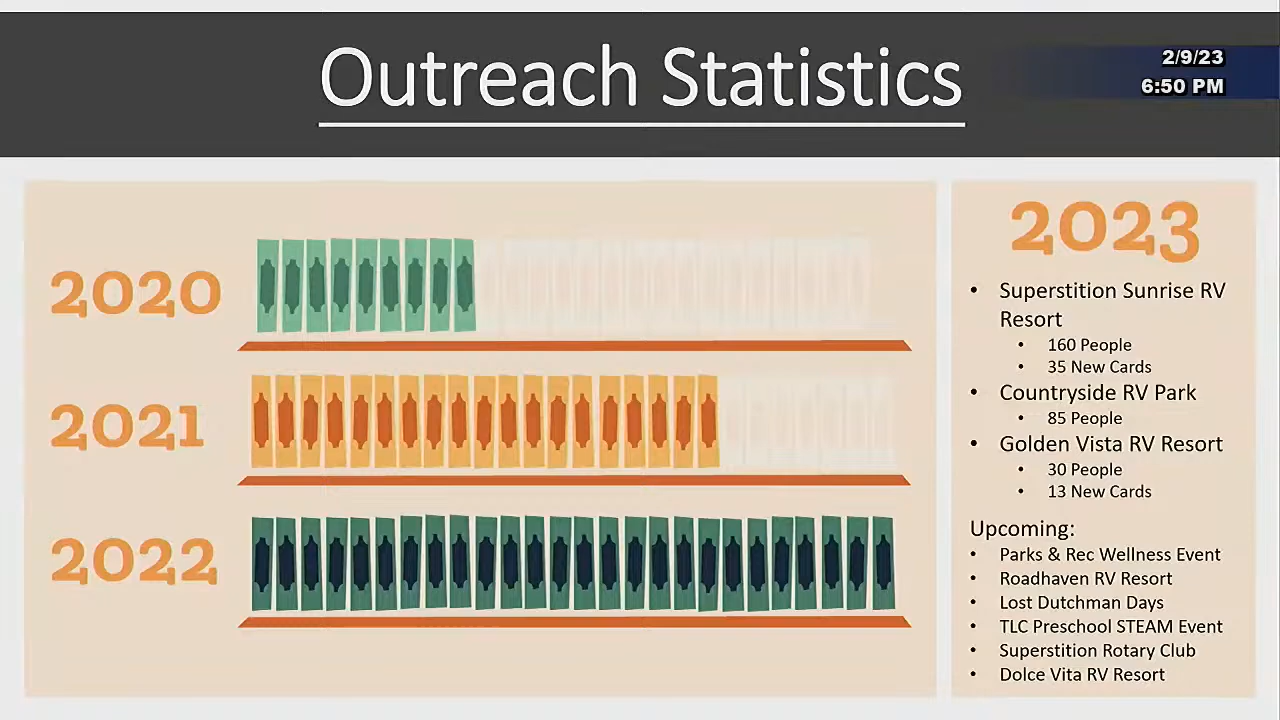 Outreach Statistics
2/9/23
6:50 PM
2020
2021
2022
2023
• Superstition Sunrise RV
Resort
• 160 People
• 35 New Cards
• Countryside RV Park
• 85 People
• Golden Vista RV Resort
• 30 People
• 13 New Cards
Upcoming:
• Parks & Rec Wellness Event
• Roadhaven RV Resort
• Lost Dutchman Days
• TLC Preschool STEAM Event
• Superstition Rotary Club
• Dolce Vita RV Resort